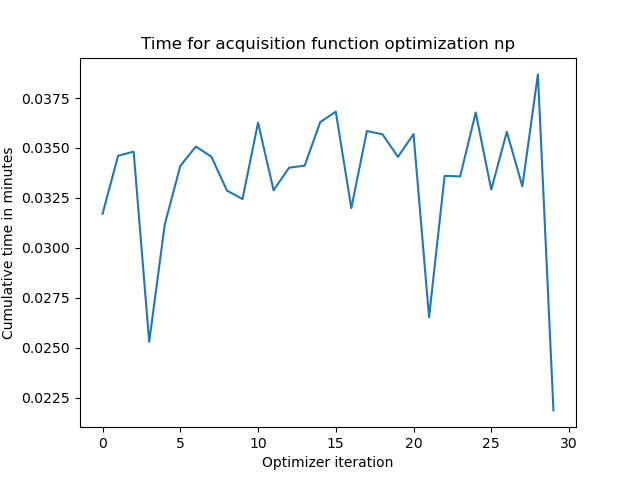 Time for acquisition function optimization np
Cumulative time in minutes
0.0375
0.0350
0.0325
0.0300
0.0275
0.0250
0.0225
0 5 10 15 20 25 30
Optimizer iteration